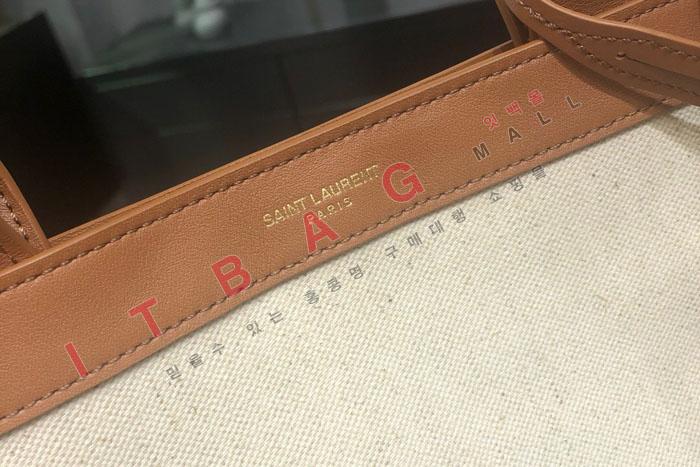 SAINT LAURENT
PARIS
ITBAG
잇백몰
MALL
믿을수 있는 홍콩명 구매대행 쇼핑몰